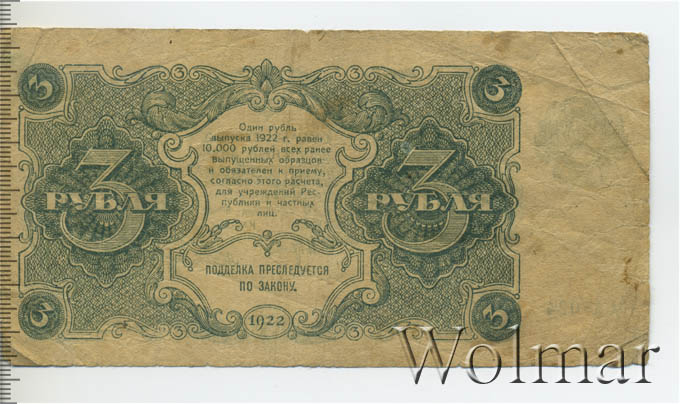 3
3
Один рубль
выпуска 1922 г. равен
10.000 рублей всех ранее
выпущенных образцов
и обязателен к приему,
согласно этого расчета,
для учреждений Рес-
публики и частных
лиц.
3
РУБЛЯ
3
РУБЛЯ
ПОДДЕЛКА ПРЕСЛЕДУЕТСЯ
ПО ЗАКОНУ.
3
1922
3
Wolmar